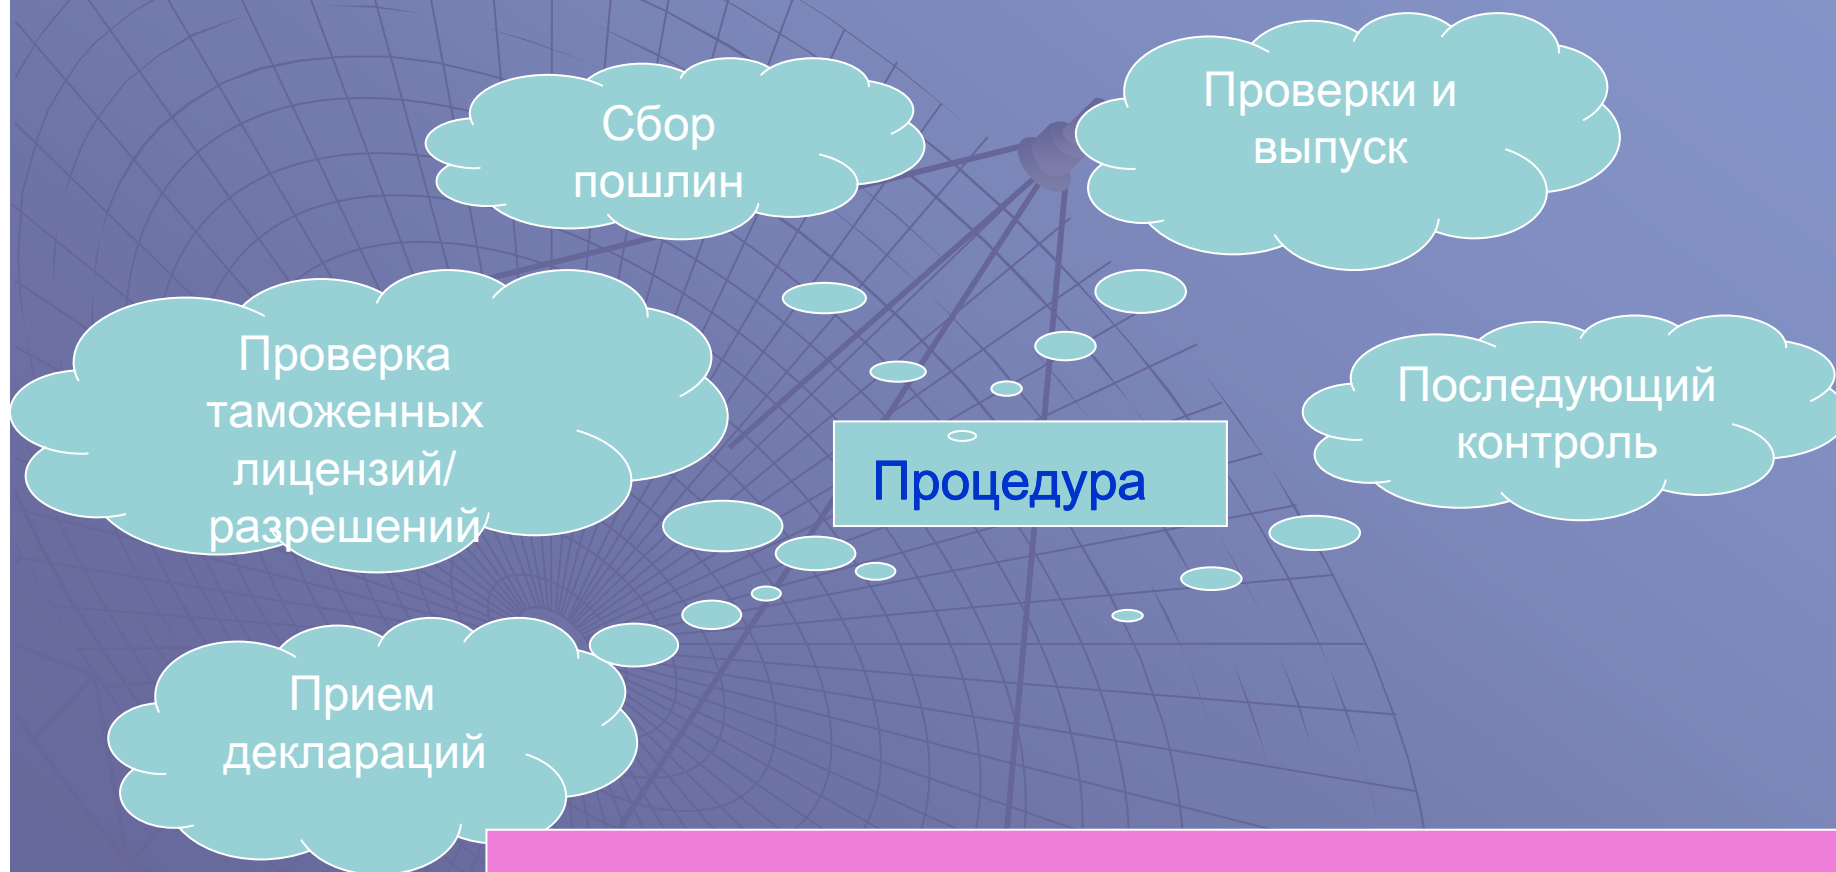 Сбор
пошлин
Проверки и
выпуск
Проверка
таможенных
лицензий/
разрешений
Последующий
контроль
Процедура
Прием
деклараций